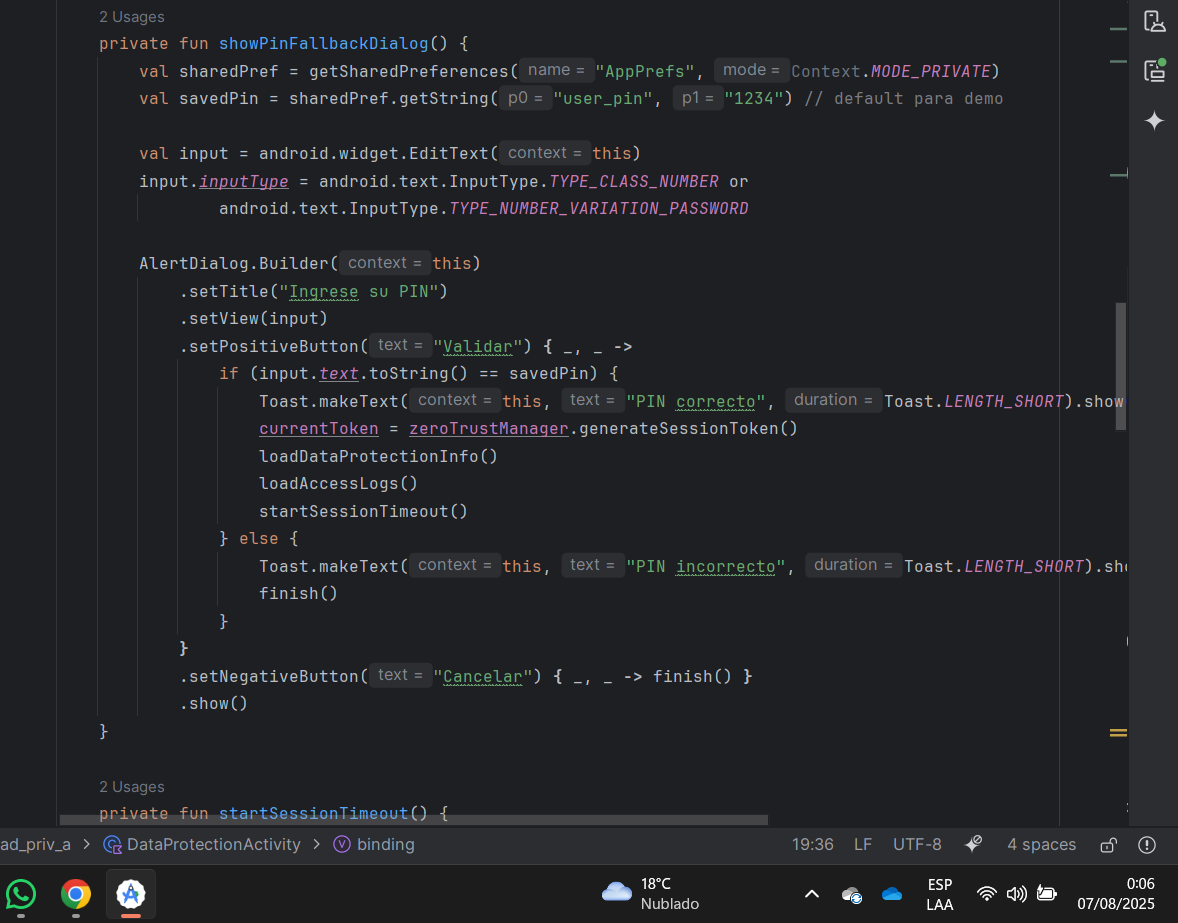 2 Usages
private fun showPinFallbackDialog() {
val sharedPref = getSharedPreferences( name = "AppPrefs", mode = Context.MODE_PRIVATE)
val savedPin = sharedPref.getString( p0 = "user_pin", p1 = "1234") // default para demo
val input = android.widget.EditText( context = this)
input.inputType = android.text.InputType.TYPE_CLASS_NUMBER or
android.text.InputType.TYPE_NUMBER_VARIATION_PASSWORD
AlertDialog.Builder( context = this)
.setTitle("Ingrese su PIN")
.setView(input)
.setPositiveButton( text = "Validar") { _, _ ->
if (input.text.toString() == savedPin) {
Toast.makeText( context = this, text = "PIN correcto", duration = Toast.LENGTH_SHORT).show
currentToken = zeroTrustManager.generateSessionToken()
loadDataProtectionInfo()
loadAccessLogs()
startSessionTimeout()
} else {
Toast.makeText( context = this, text = "PIN incorrecto", duration = Toast.LENGTH_SHORT).sho
finish()
}
}
.setNegativeButton( text = "Cancelar") { _, _ -> finish() }
.show()
}
2 Usages
private fun startSessionTimeout() {
ad_priv_a > DataProtectionActivity > binding 19:36 LF UTF-8 4 spaces
18°C
Nublado
ESP
LAA
0:06
07/08/2025